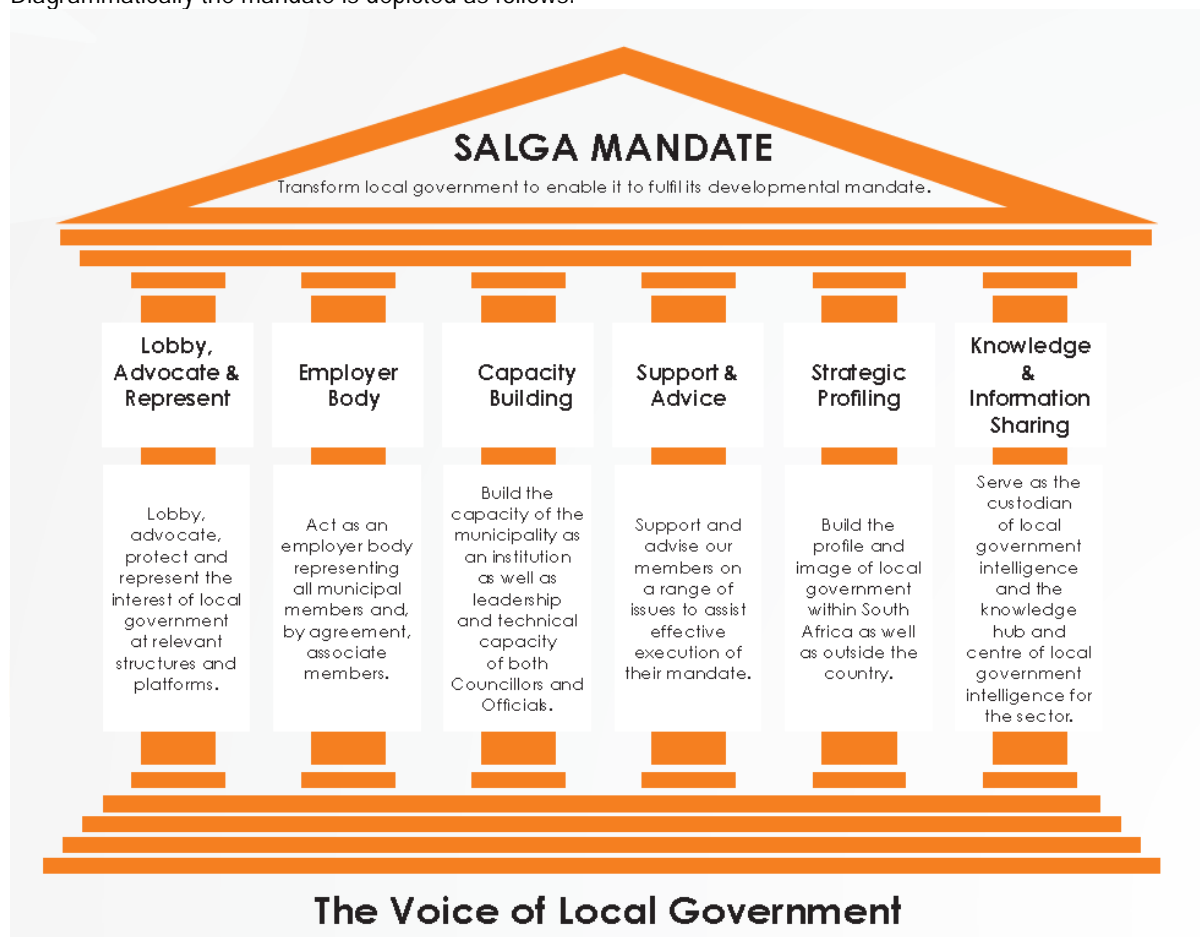 Diagrammatically the mandate is depicted as follows:
SALGA MANDATE
Transform local government to enable it to fulfil its developmental mandate.
Lobby,
Advocate &
Represent
Employer
Body
Capacity
Building
Support &
Advice
Strategic
Profiling
Knowledge
&
Information
Sharing
Lobby,
advocate,
protect and
represent the
interest of local
government
at relevant
structures and
platforms.
Act as an
employer body
representing
all municipal
members and,
by agreement,
associate
members.
Build the
capacity of the
municipality as
an institution
as well as
leadership
and technical
capacity
of both
Councillors and
Officials.
Support and
advise our
members on
a range of
issues to assist
effective
execution of
their mandate.
Build the
profile and
image of local
government
within South
Africa as well
as outside the
country.
Serve as the
custodian
of local
government
intelligence
and the
knowledge
hub and
centre of local
government
intelligence for
the sector.
The Voice of Local Government